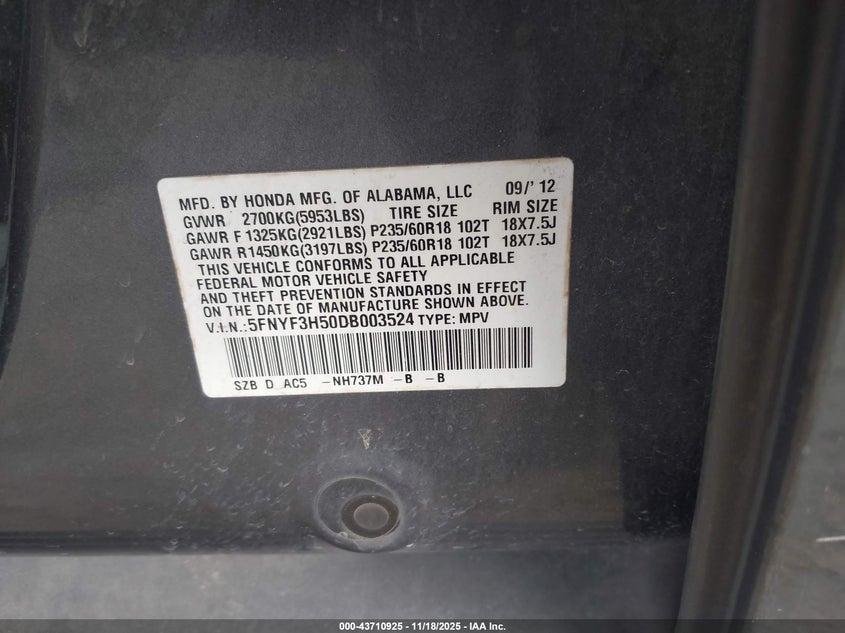 MFD. BY HONDA MFG. OF ALABAMA, LLC 09/' 12
GVWR 2700KG(5953LBS) TIRE SIZE RIM SIZE
GAWR F 1325KG(2921LBS) P235/60R18 102T 18X7.5J
GAWR R1450KG(3197LBS) P235/60R18 102T 18X7.5J
THIS VEHICLE CONFORMS TO ALL APPLICABLE
FEDERAL MOTOR VEHICLE SAFETY
AND THEFT PREVENTION STANDARDS IN EFFECT
ON THE DATE OF MANUFACTURE SHOWN ABOVE.
V.I.N.:5FNYF3H50DB003524 TYPE: MPV
SZB D AC5 -NH737M -B -B
000-43710925 - 11/18/2025 - IAA Inc.